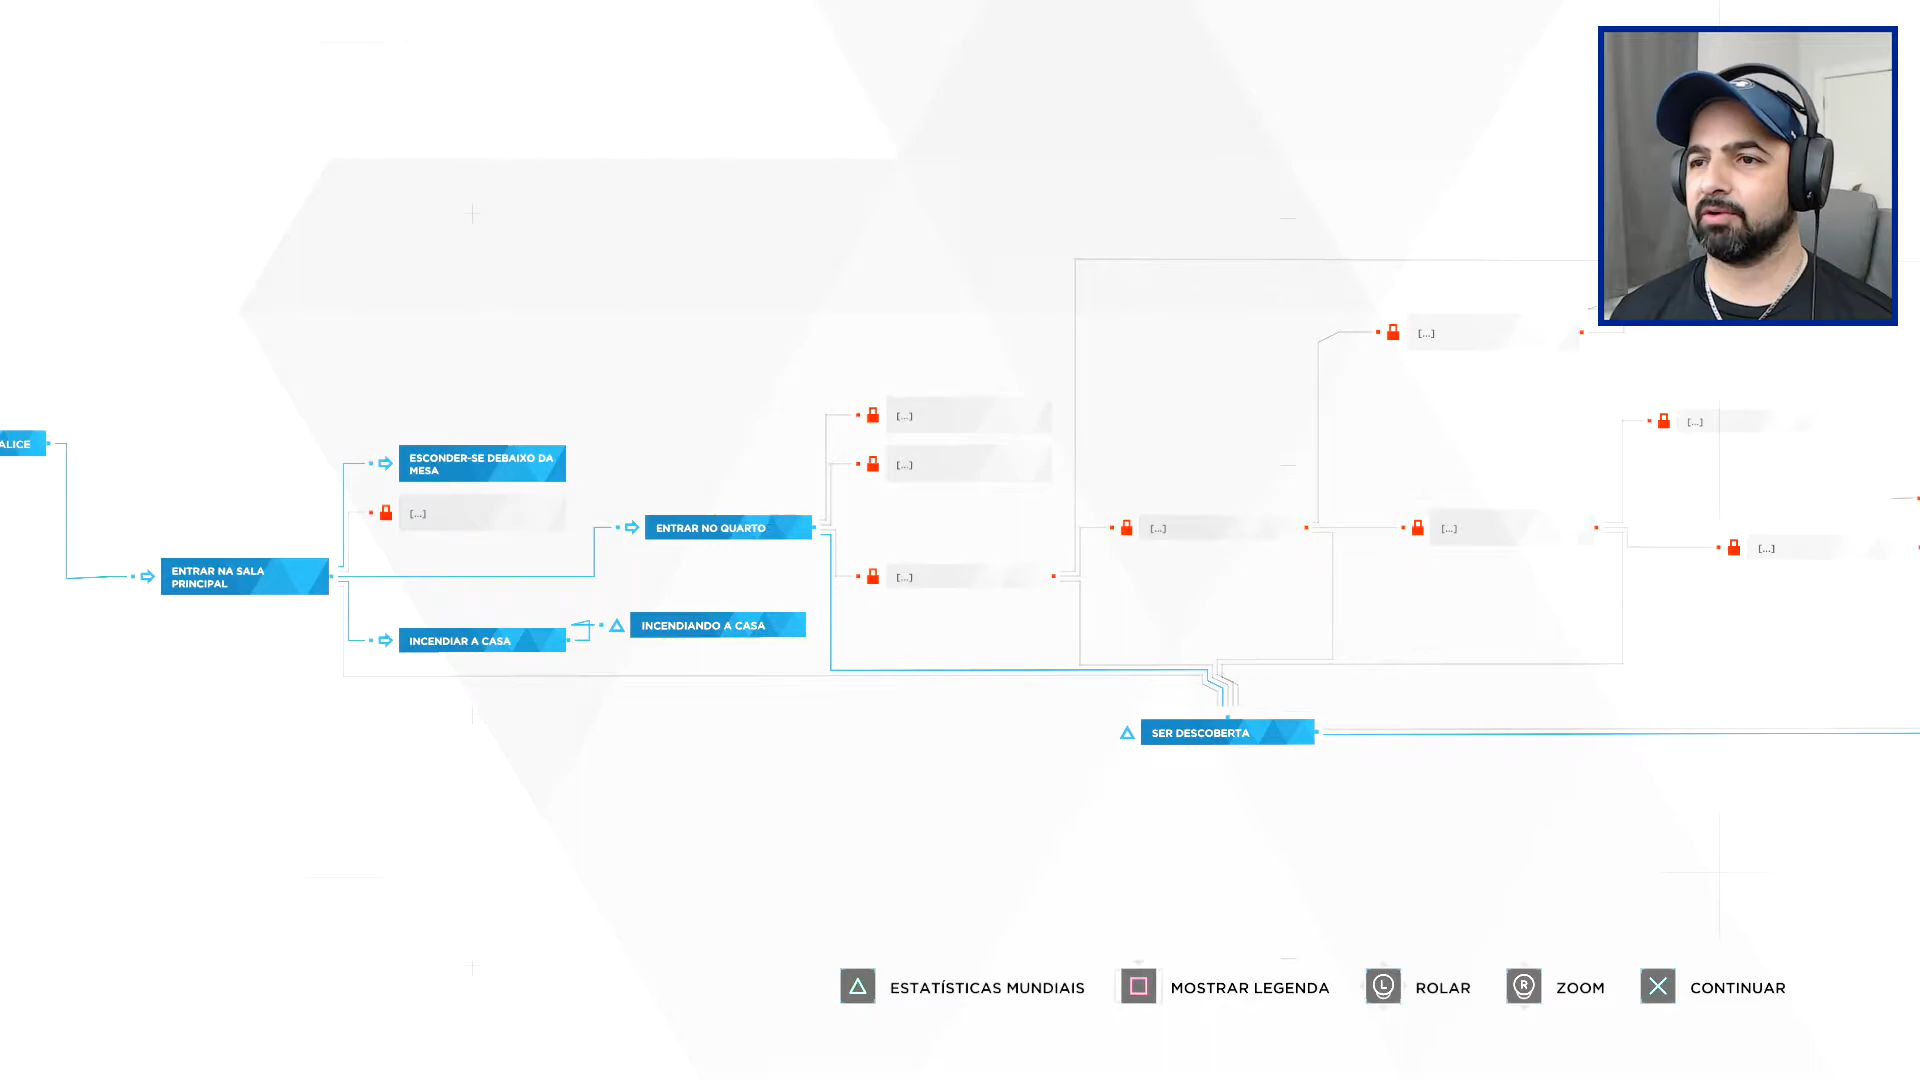 [...]
[...]
[...]
ALICE
ESCONDER-SE DEBAIXO DA
MESA
[...]
[...]
[...]
ENTRAR NO QUARTO
[...]
[...]
[...]
ENTRAR NA SALA
PRINCIPAL
[...]
INCENDIAR A CASA
INCENDIANDO A CASA
SER DESCOBERTA
ESTATÍSTICAS MUNDIAIS
MOSTRAR LEGENDA
L
ROLAR
R
ZOOM
CONTINUAR